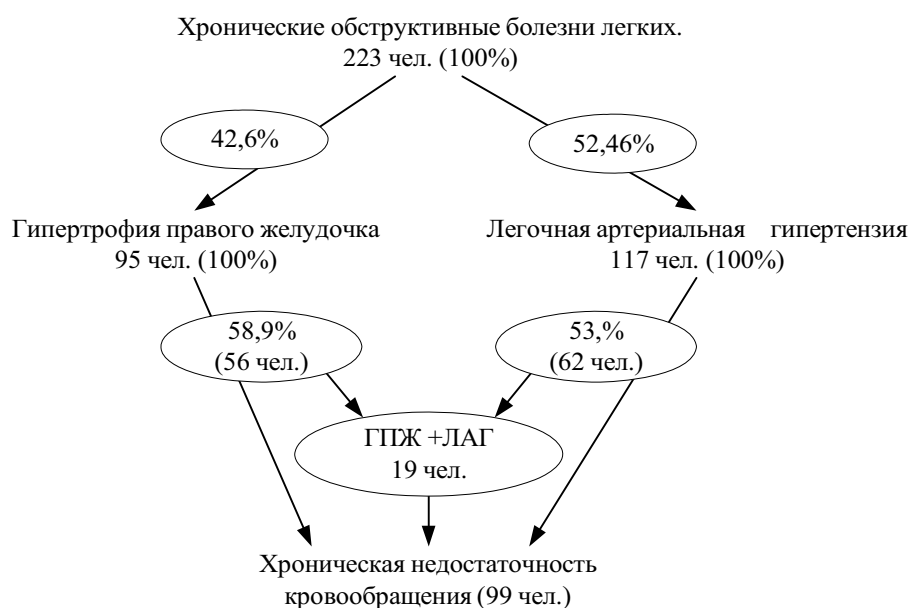 Хронические обструктивные болезни легких.
223 чел. (100%)
42,6%
52,46%
Гипертрофия правого желудочка
95 чел. (100%)
Легочная артериальная гипертензия
117 чел. (100%)
58,9%
(56 чел.)
53,%
(62 чел.)
ГПЖ +ЛАГ
19 чел.
Хроническая недостаточность
кровообращения (99 чел.)